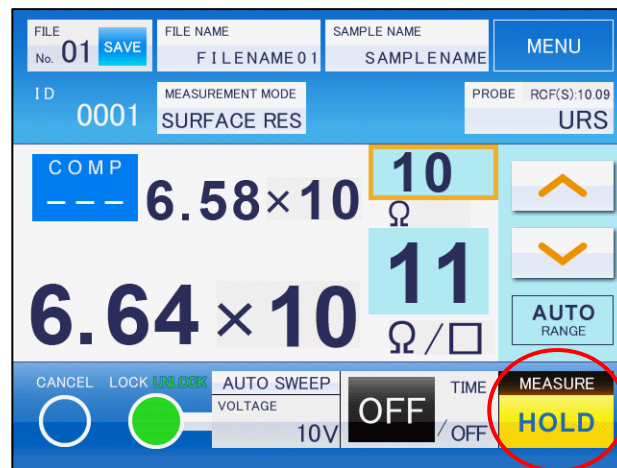 FILE
No. 01 SAVE
FILE NAME
FILENAME01
SAMPLE NAME
SAMPLENAME
MENU
ID
0001
MEASUREMENT MODE
SURFACE RES
PROBE RCF(S):10.09
URS
COMP
---
6.58×10 10
Ω
6.64×10 11
Ω/□
AUTO
RANGE
CANCEL LOCK UNLOCK
AUTO SWEEP
VOLTAGE
10V
OFF
TIME
/OFF
MEASURE
HOLD